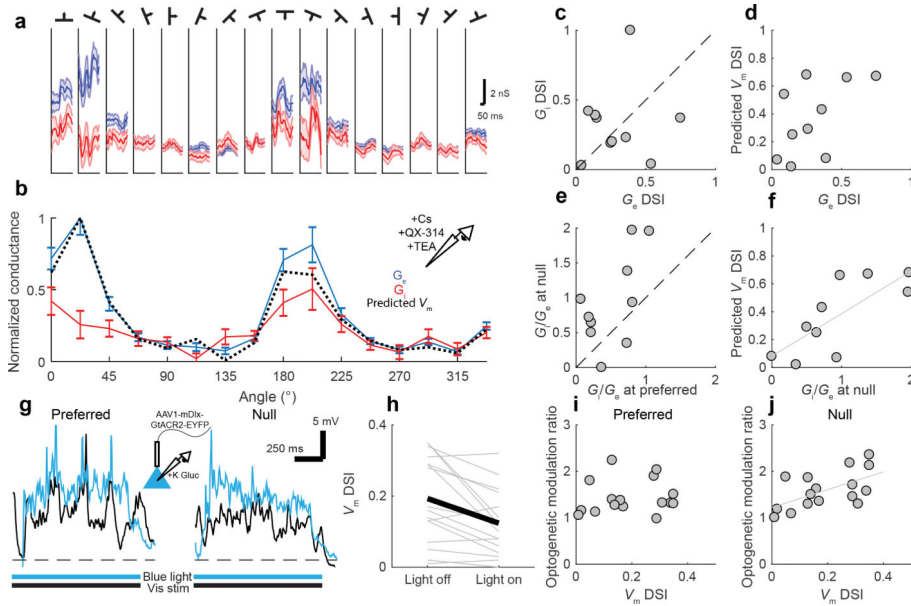 a
2 nS
50 ms
b
Normalized conductance
1
0.5
0
0
45
90
135
180
225
270
315
Angle (°)
+Cs
+QX-314
+TEA
Ge
Gi
Predicted Vm
c
Gi DSI
1
0.5
0
0
0.5
1
Ge DSI
d
Predicted Vm DSI
1
0.8
0.6
0.4
0.2
0
0
0.5
1
Ge DSI
e
Gi/Ge at null
2
1.5
1
0.5
0
0
1
2
Gi/Ge at preferred
f
Predicted Vm DSI
1
0.8
0.6
0.4
0.2
0
0
1
2
Gi/Ge at null
g
Preferred
AAV1-mDlx-
GtACR2-EYFP
+K Gluc
5 mV
250 ms
Null
Blue light
Vis stim
h
Vm DSI
0.4
0.2
0
Light off
Light on
i
Preferred
Optogenetic modulation ratio
3
2
1
0
0
0.2
0.4
Vm DSI
j
Null
Optogenetic modulation ratio
3
2
1
0
0
0.2
0.4
Vm DSI